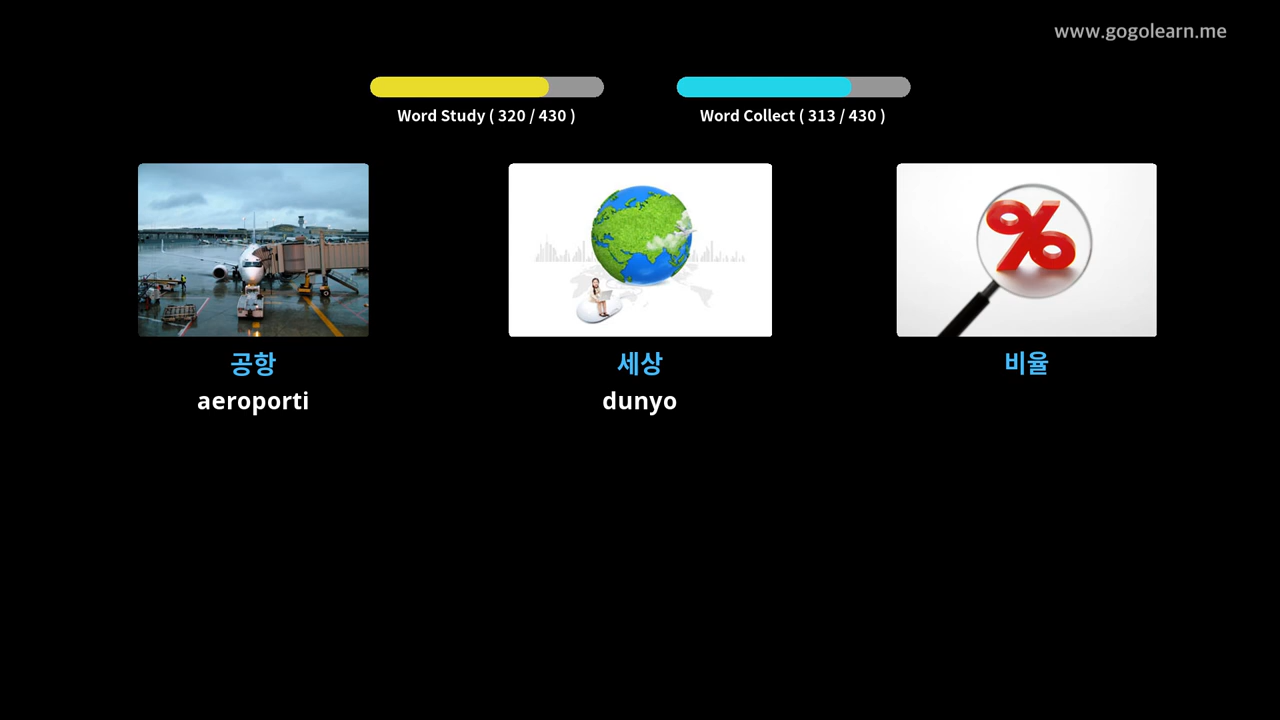 www.gogolearn.me
Word Study ( 320 / 430 )
Word Collect ( 313 / 430 )
공항
세상
비율
aeroporti
dunyo
%